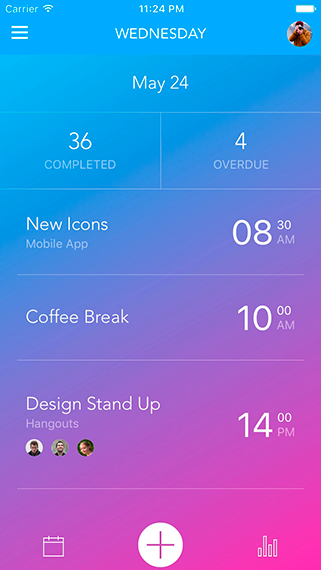 Carrier 11:24 PM
WEDNESDAY
May 24
36 4
COMPLETED OVERDUE
New Icons 08 30 AM
Mobile App
Coffee Break 10 00 AM
Design Stand Up 14 00 PM
Hangouts